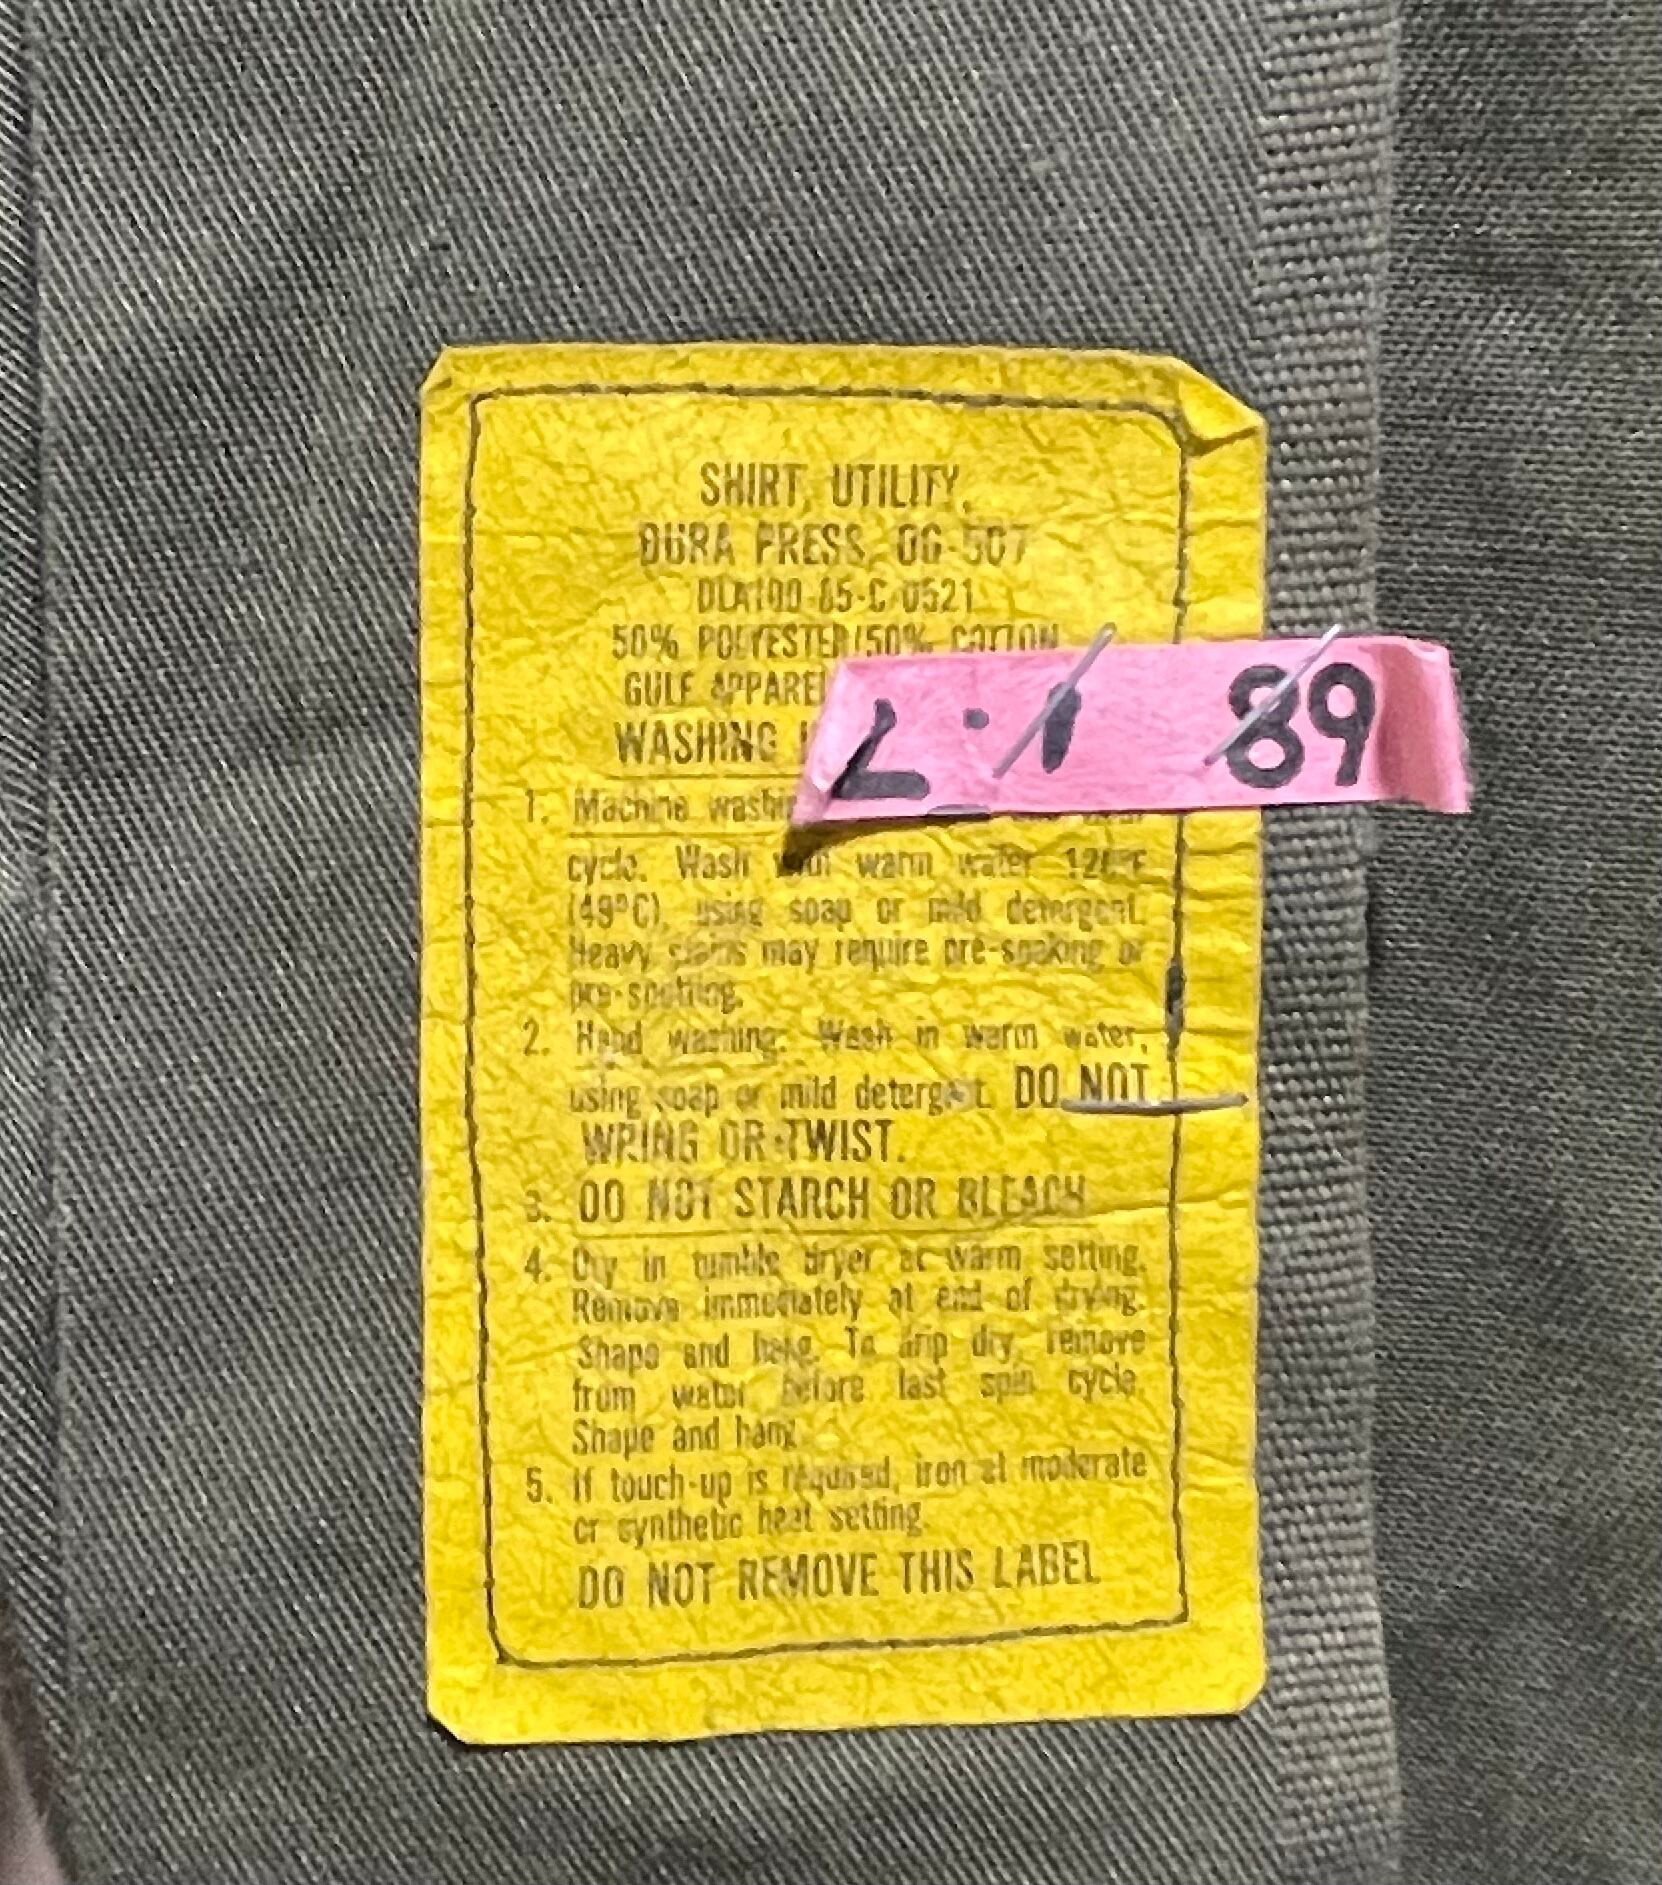 SHIRT, UTILITY,
DURA PRESS, OG-507
DLA100-85-C-0521
50% POLYESTER/50% COTTON
GULF APPAREL
WASHING
1. Machine washing
cycle. Wash with warm water 120°F
(49°C), using soap or mild detergent.
Heavy stains may require pre-soaking or
pre-spotting.
2. Hand washing: Wash in warm water,
using soap or mild detergent. DO NOT
WRING OR TWIST.
3. DO NOT STARCH OR BLEACH
4. Dry in tumble dryer at warm setting.
Remove immediately at end of drying.
Shape and hang. To drip dry, remove
from water before last spin cycle.
Shape and hang.
5. If touch-up is required, iron at moderate
or synthetic heat setting.
DO NOT REMOVE THIS LABEL
89